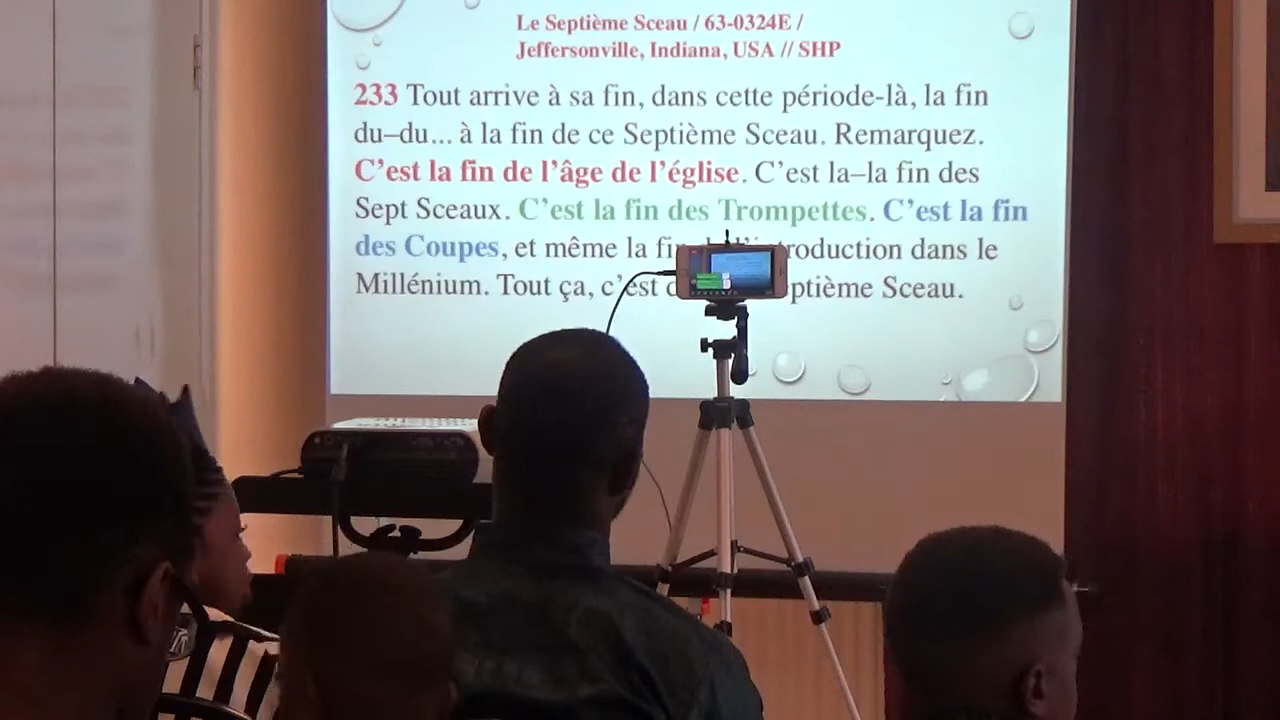 Le Septième Sceau / 63-0324E /
Jeffersonville, Indiana, USA // SHP
233 Tout arrive à sa fin, dans cette période-là, la fin
du–du... à la fin de ce Septième Sceau. Remarquez.
C'est la fin de l'âge de l'église. C'est la–la fin des
Sept Sceaux. C'est la fin des Trompettes. C'est la fin
des Coupes, et même la dans le
Millénium. Tout ça, c'est Sceau.